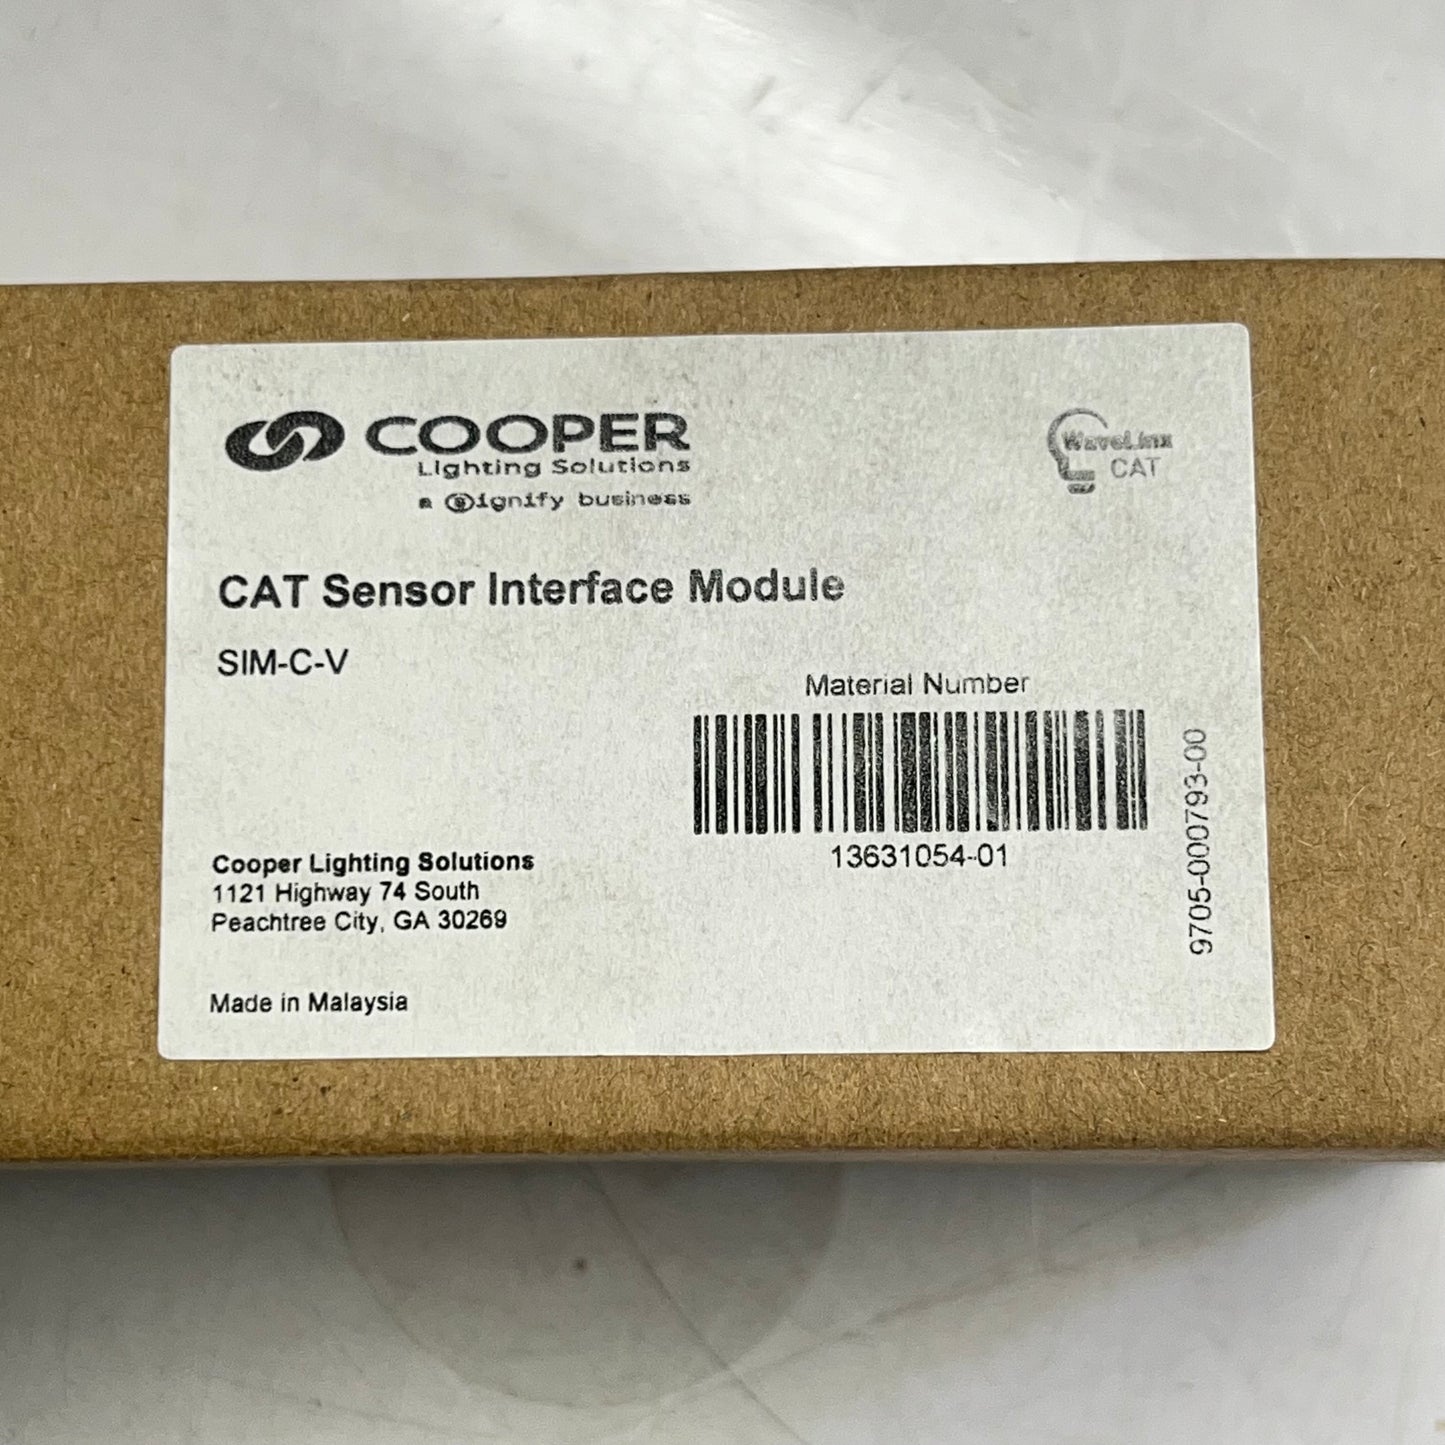 COOPER
Lighting Solutions
a Signify business
WaveLinx
CAT
CAT Sensor Interface Module
SIM-C-V
Material Number
13631054-01
9705-000793-00
Cooper Lighting Solutions
1121 Highway 74 South
Peachtree City, GA 30269
Made in Malaysia